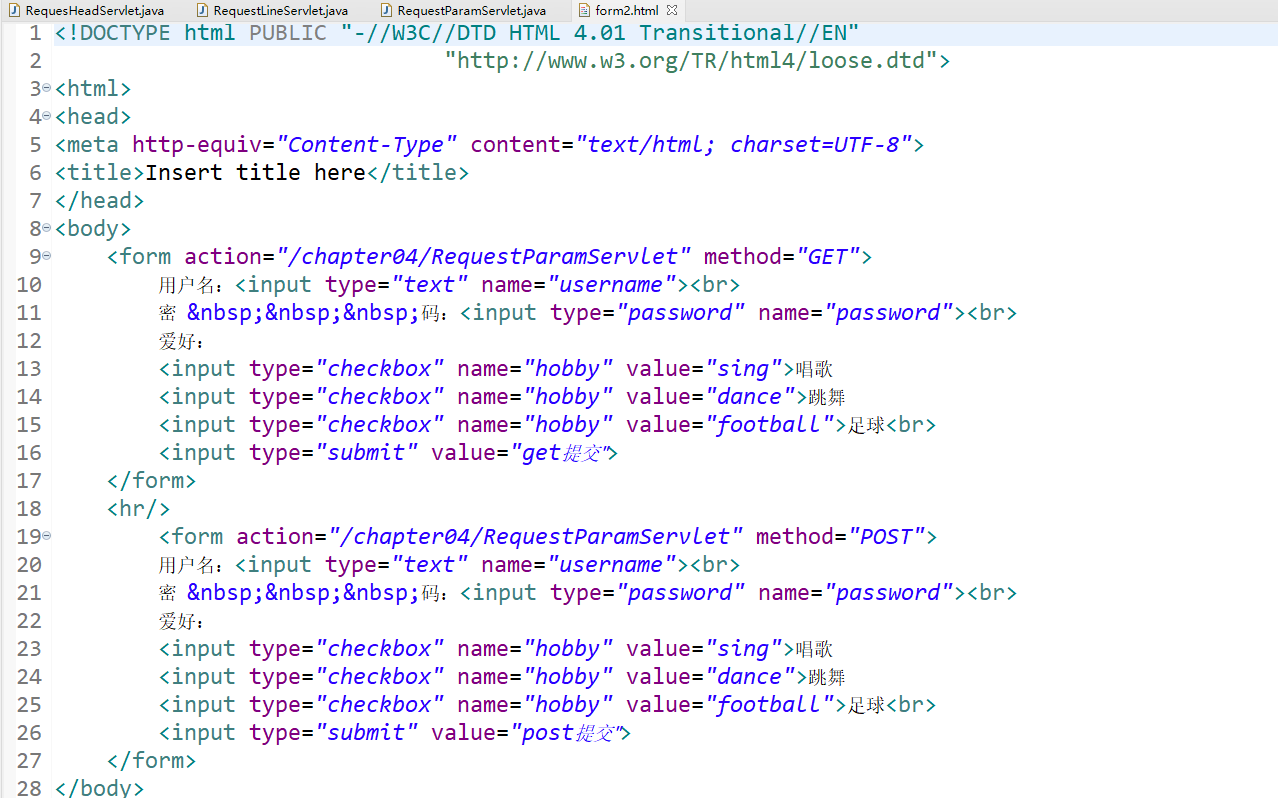 RequesHeadServlet.java RequestLineServlet.java RequestParamServlet.java form2.html
1 <!DOCTYPE html PUBLIC "-//W3C//DTD HTML 4.01 Transitional//EN"
2 "http://www.w3.org/TR/html4/loose.dtd">
3 <html>
4 <head>
5 <meta http-equiv="Content-Type" content="text/html; charset=UTF-8">
6 <title>Insert title here</title>
7 </head>
8 <body>
9 <form action="/chapter04/RequestParamServlet" method="GET">
10 用户名：<input type="text" name="username"><br>
11 密 &nbsp;&nbsp;&nbsp;码：<input type="password" name="password"><br>
12 爱好：
13 <input type="checkbox" name="hobby" value="sing">唱歌
14 <input type="checkbox" name="hobby" value="dance">跳舞
15 <input type="checkbox" name="hobby" value="football">足球<br>
16 <input type="submit" value="get提交">
17 </form>
18 <hr/>
19 <form action="/chapter04/RequestParamServlet" method="POST">
20 用户名：<input type="text" name="username"><br>
21 密 &nbsp;&nbsp;&nbsp;码：<input type="password" name="password"><br>
22 爱好：
23 <input type="checkbox" name="hobby" value="sing">唱歌
24 <input type="checkbox" name="hobby" value="dance">跳舞
25 <input type="checkbox" name="hobby" value="football">足球<br>
26 <input type="submit" value="post提交">
27 </form>
28 </body>